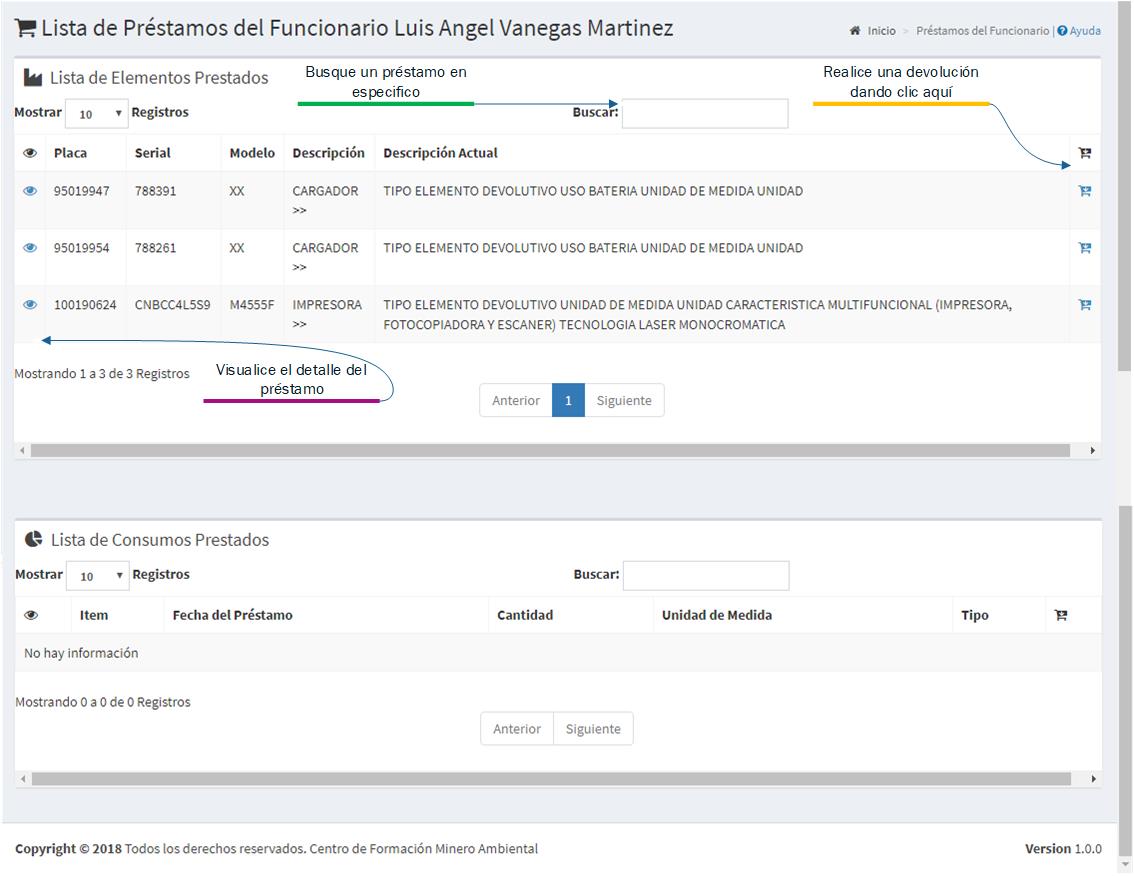 Lista de Préstamos del Funcionario Luis Angel Vanegas Martinez
Inicio > Préstamos del Funcionario | Ayuda
Lista de Elementos Prestados
Busque un préstamo en
especifico
Realice una devolución
dando clic aquí
Mostrar 10 Registros Buscar:
Placa Serial Modelo Descripción Descripción Actual
95019947 788391 XX CARGADOR TIPO ELEMENTO DEVOLUTIVO USO BATERIA UNIDAD DE MEDIDA UNIDAD
>>
95019954 788261 XX CARGADOR TIPO ELEMENTO DEVOLUTIVO USO BATERIA UNIDAD DE MEDIDA UNIDAD
>>
100190624 CNBCC4L5S9 M4555F IMPRESORA TIPO ELEMENTO DEVOLUTIVO UNIDAD DE MEDIDA UNIDAD CARACTERISTICA MULTIFUNCIONAL (IMPRESORA,
>> FOTOCOPIADORA Y ESCANER) TECNOLOGIA LASER MONOCROMATICA
Mostrando 1 a 3 de 3 Registros
Visualice el detalle del
préstamo
Anterior 1 Siguiente
Lista de Consumos Prestados
Mostrar 10 Registros Buscar:
Item Fecha del Préstamo Cantidad Unidad de Medida Tipo
No hay información
Mostrando 0 a 0 de 0 Registros
Anterior Siguiente
Copyright © 2018 Todos los derechos reservados. Centro de Formación Minero Ambiental Version 1.0.0